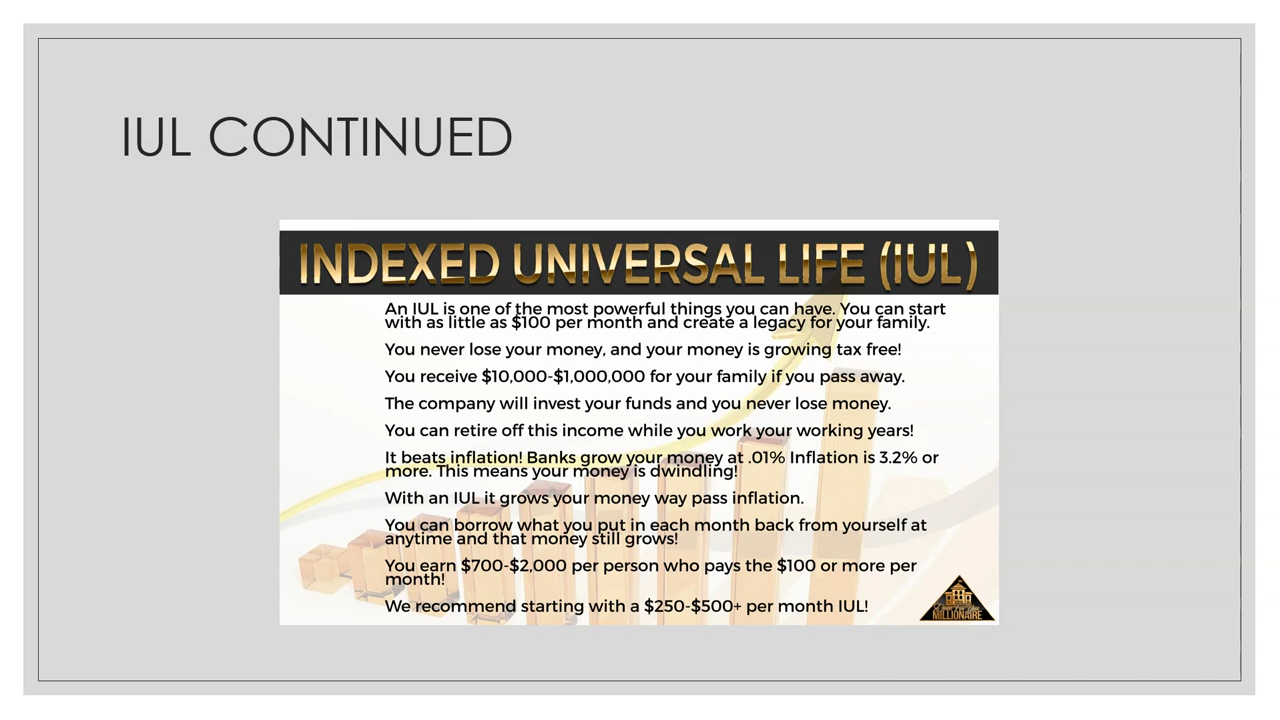 IUL CONTINUED
INDEXED UNIVERSAL LIFE (IUL)
An IUL is one of the most powerful things you can have. You can start
with as little as $100 per month and create a legacy for your family.
You never lose your money, and your money is growing tax free!
You receive $10,000-$1,000,000 for your family if you pass away.
The company will invest your funds and you never lose money.
You can retire off this income while you work your working years!
It beats inflation! Banks grow your money at .01% Inflation is 3.2% or
more. This means your money is dwindling!
With an IUL it grows your money way pass inflation.
You can borrow what you put in each month back from yourself at
anytime and that money still grows!
You earn $700-$2,000 per person who pays the $100 or more per
month!
We recommend starting with a $250-$500+ per month IUL!
MILLIONAIRE